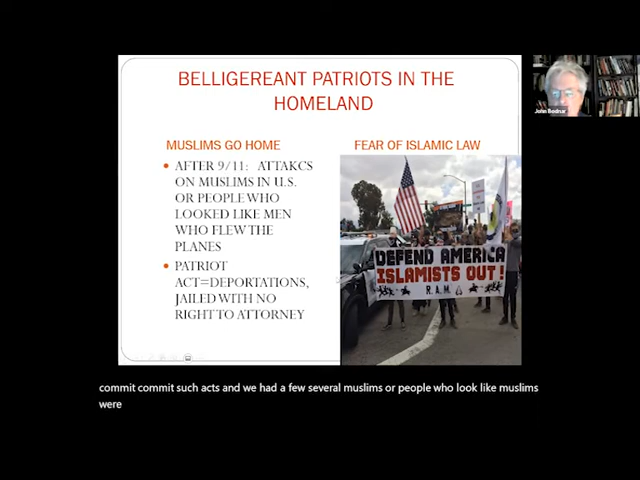 BELLIGEREANT PATRIOTS IN THE
HOMELAND
MUSLIMS GO HOME
• AFTER 9/11: ATTAKCS
ON MUSLIMS IN U.S.
OR PEOPLE WHO
LOOKED LIKE MEN
WHO FLEW THE
PLANES
• PATRIOT
ACT=DEPORTATIONS,
JAILED WITH NO
RIGHT TO ATTORNEY
FEAR OF ISLAMIC LAW
DEFEND AMERICA
ISLAMISTS OUT!
R.A.M.
John Bodnar
commit commit such acts and we had a few several muslims or people who look like muslims
were